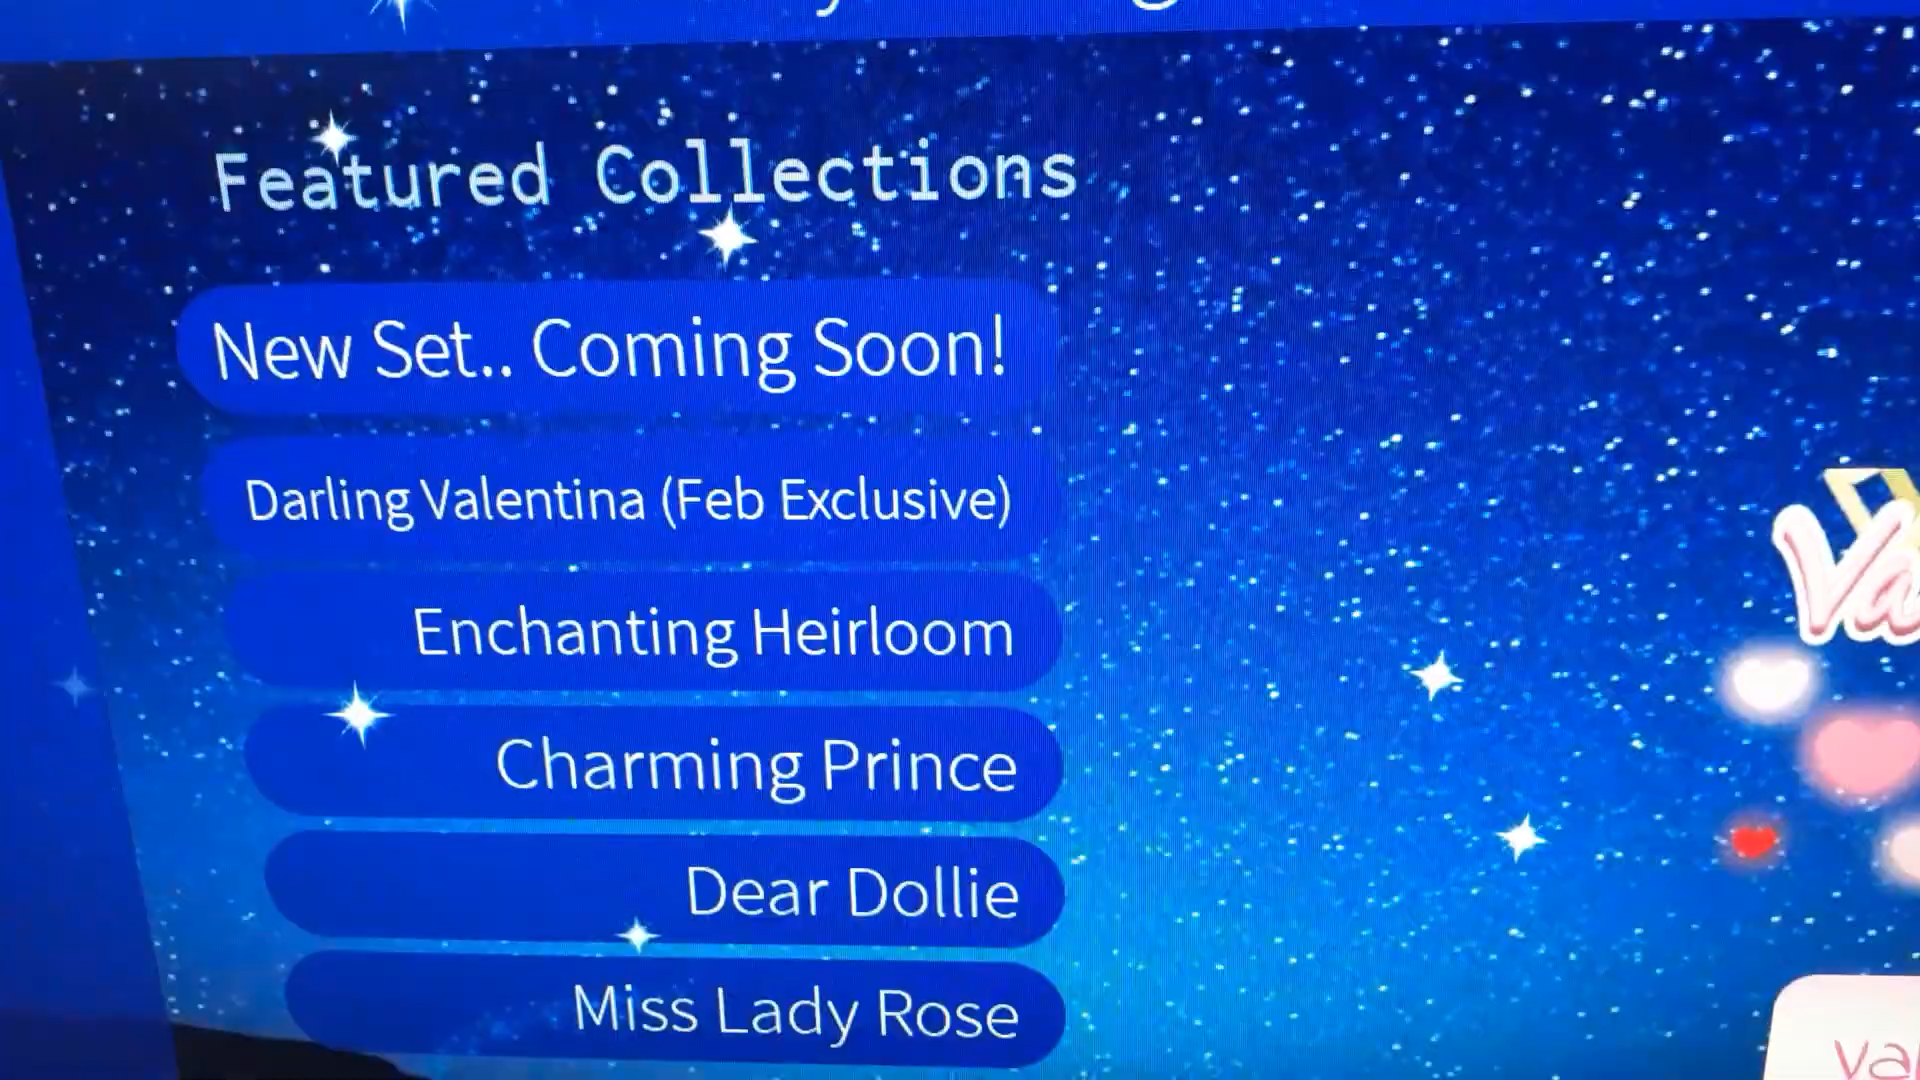 Featured Collections
New Set.. Coming Soon!
Darling Valentina (Feb Exclusive)
Enchanting Heirloom
Charming Prince
Dear Dollie
Miss Lady Rose